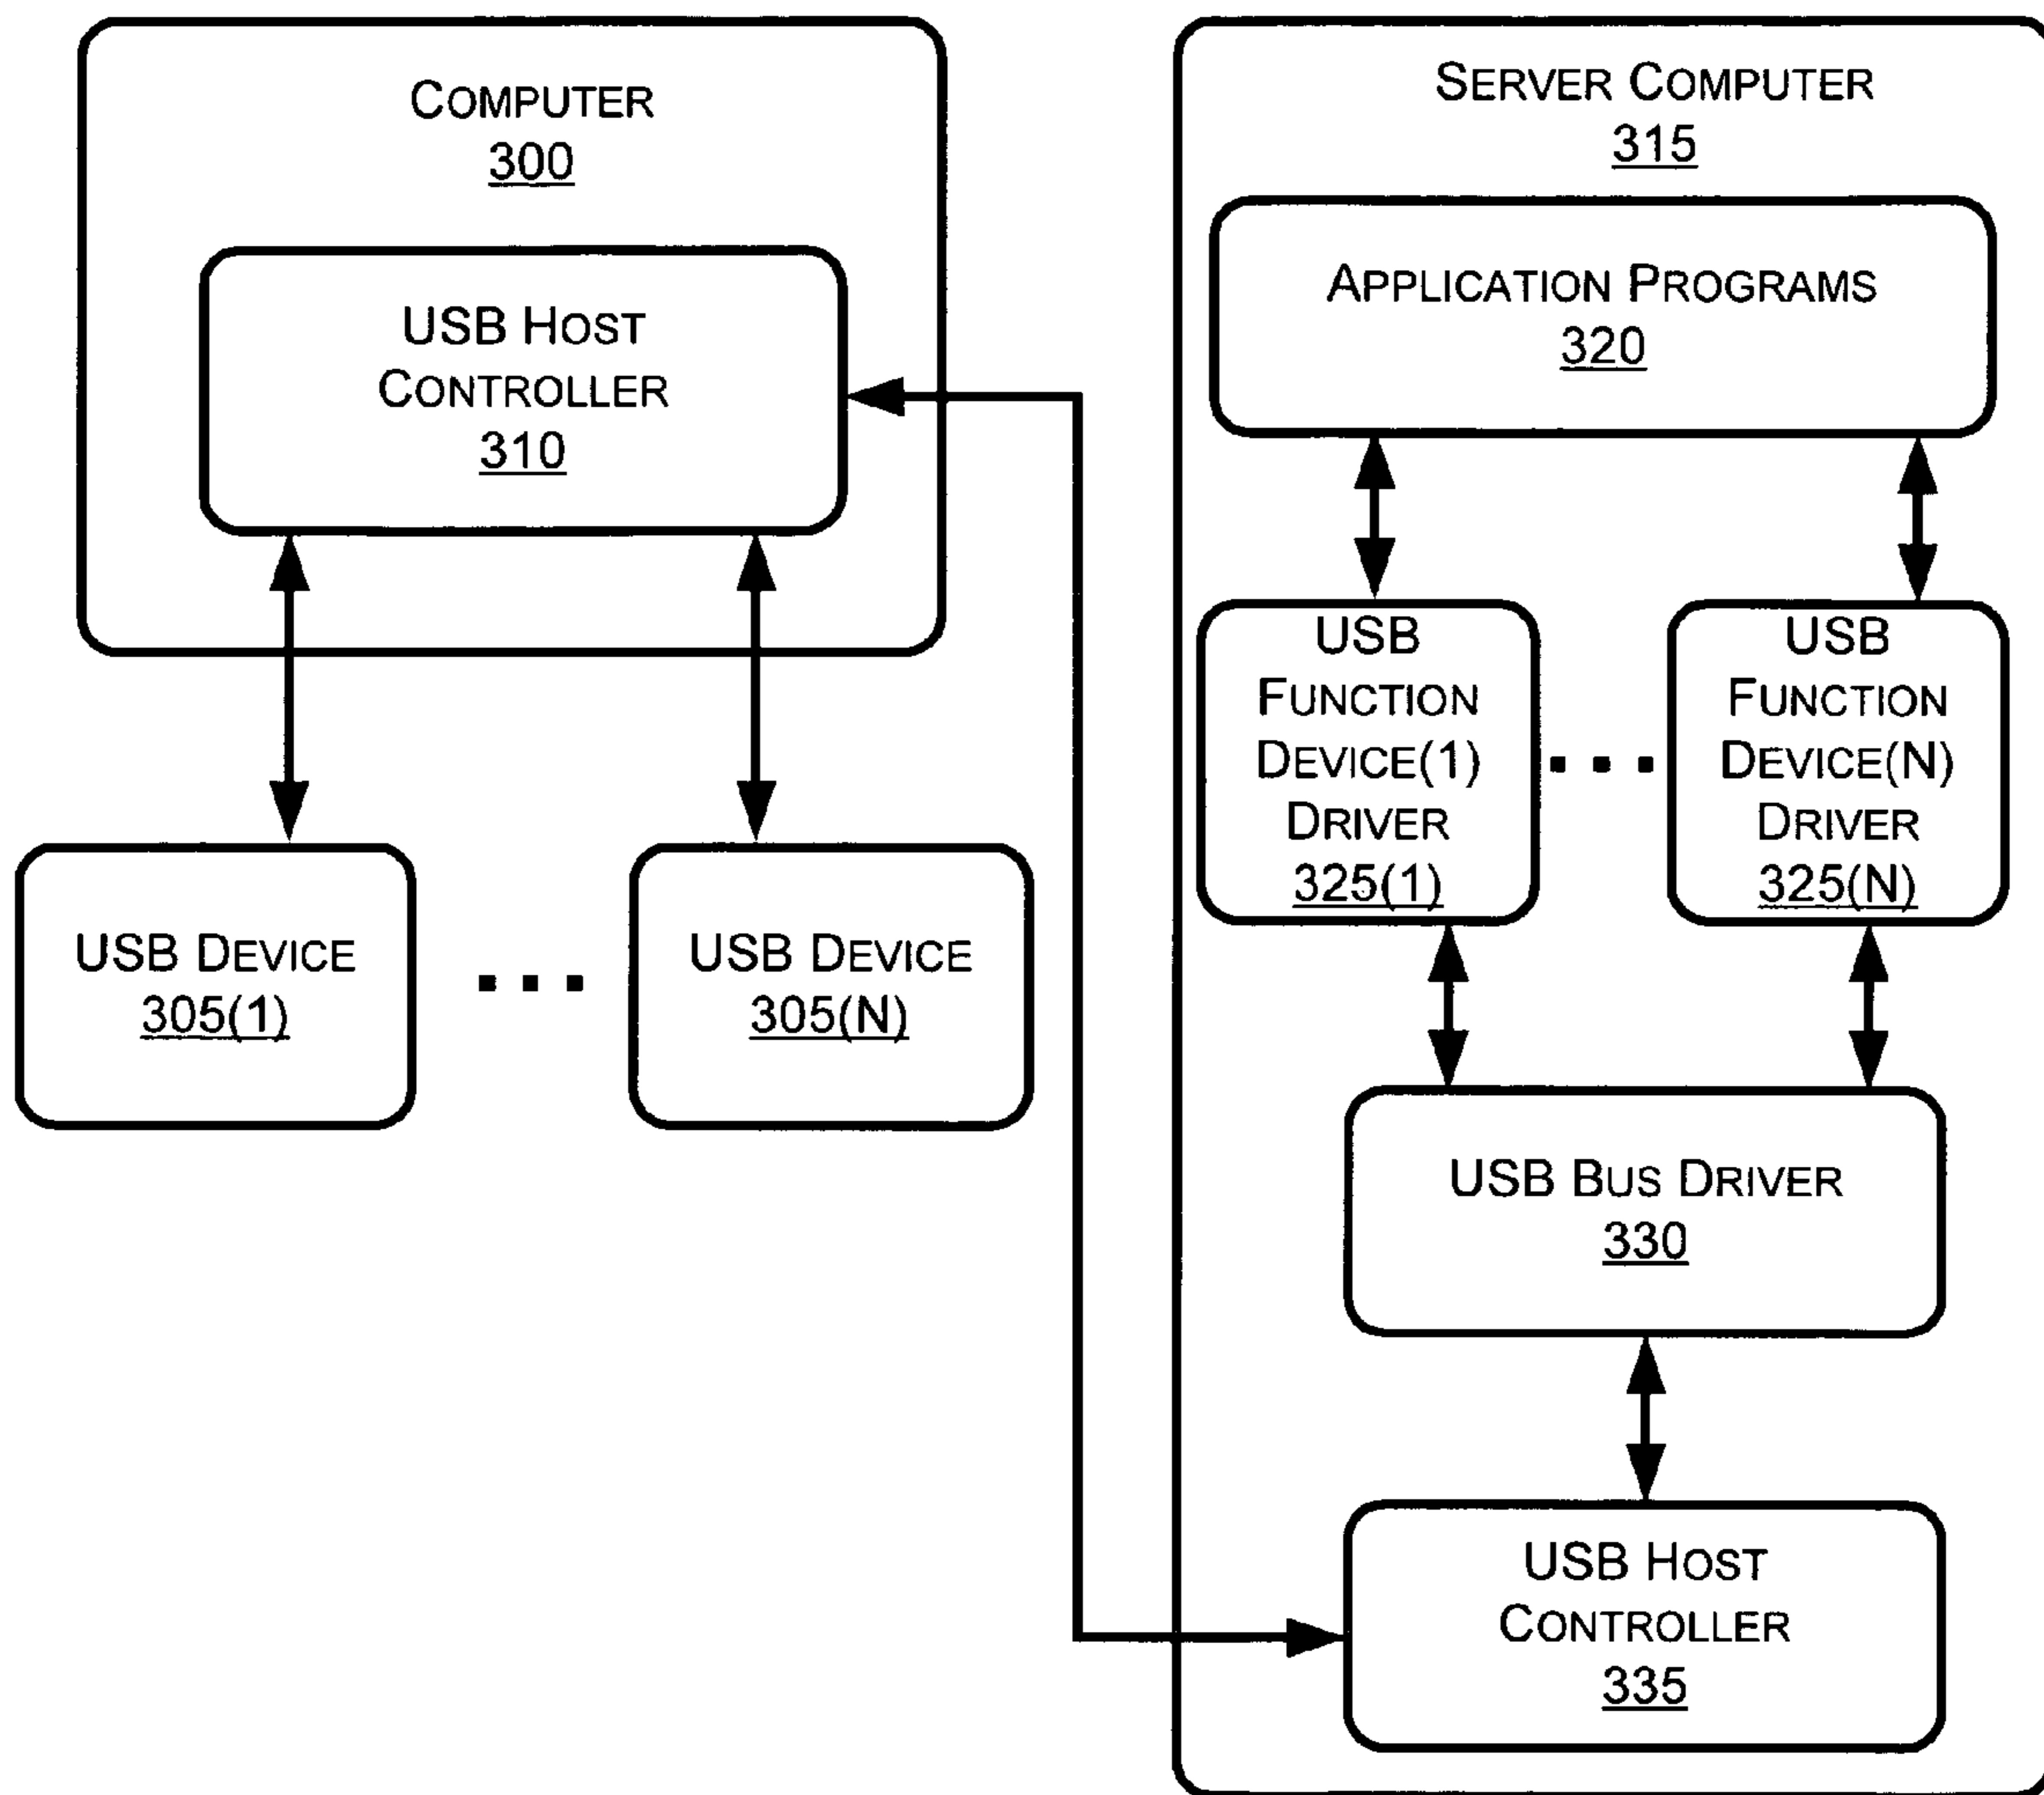 COMPUTER
300
USB HOST
CONTROLLER
310
USB DEVICE
305(1)
USB DEVICE
305(N)
SERVER COMPUTER
315
APPLICATION PROGRAMS
320
USB
FUNCTION
DEVICE(1)
DRIVER
325(1)
USB
FUNCTION
DEVICE(N)
DRIVER
325(N)
USB BUS DRIVER
330
USB HOST
CONTROLLER
335